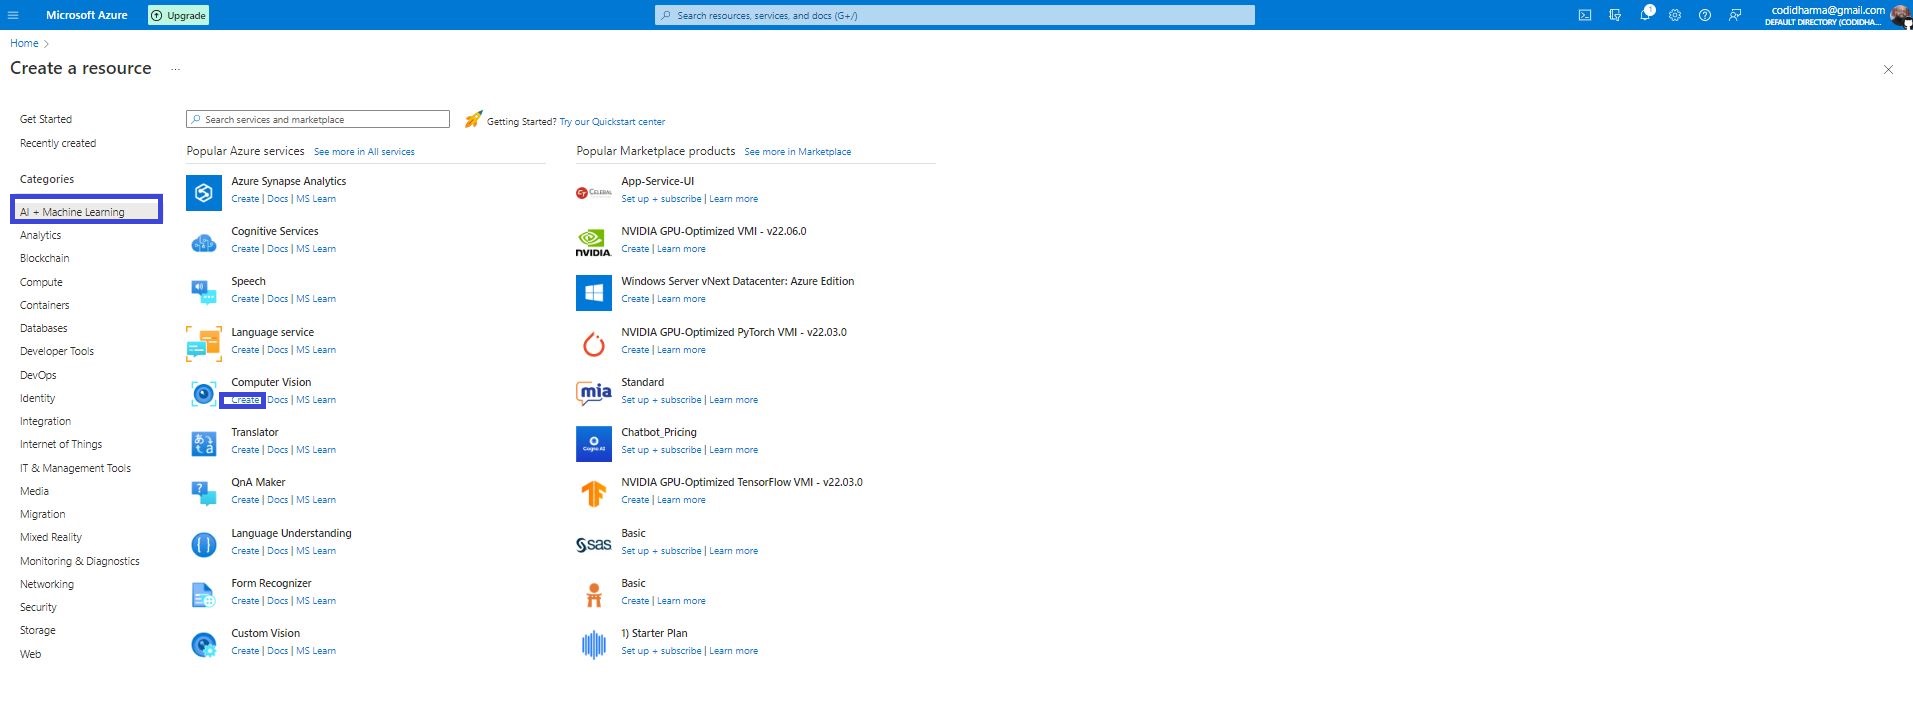 Microsoft Azure
Upgrade
Search resources, services, and docs (G+/)
1
codidharma@gmail.com
DEFAULT DIRECTORY (CODIDHA...
Home
Create a resource
...
Get Started
Recently created
Categories
AI + Machine Learning
Analytics
Blockchain
Compute
Containers
Databases
Developer Tools
DevOps
Identity
Integration
Internet of Things
IT & Management Tools
Media
Migration
Mixed Reality
Monitoring & Diagnostics
Networking
Security
Storage
Web
Search services and marketplace
Getting Started? Try our Quickstart center
Popular Azure services See more in All services
Azure Synapse Analytics
Create | Docs | MS Learn
Cognitive Services
Create | Docs | MS Learn
Speech
Create | Docs | MS Learn
Language service
Create | Docs | MS Learn
Computer Vision
Create Docs | MS Learn
Translator
Create | Docs | MS Learn
QnA Maker
Create | Docs | MS Learn
Language Understanding
Create | Docs | MS Learn
Form Recognizer
Create | Docs | MS Learn
Custom Vision
Create | Docs | MS Learn
Popular Marketplace products See more in Marketplace
App-Service-UI
Set up + subscribe | Learn more
NVIDIA
NVIDIA GPU-Optimized VMI - v22.06.0
Create | Learn more
Windows Server vNext Datacenter: Azure Edition
Create | Learn more
NVIDIA GPU-Optimized PyTorch VMI - v22.03.0
Create | Learn more
mia
Standard
Set up + subscribe | Learn more
Cogno AI
Chatbot_Pricing
Set up + subscribe | Learn more
NVIDIA GPU-Optimized TensorFlow VMI - v22.03.0
Create | Learn more
sas
Basic
Set up + subscribe | Learn more
Basic
Create | Learn more
1) Starter Plan
Set up + subscribe | Learn more